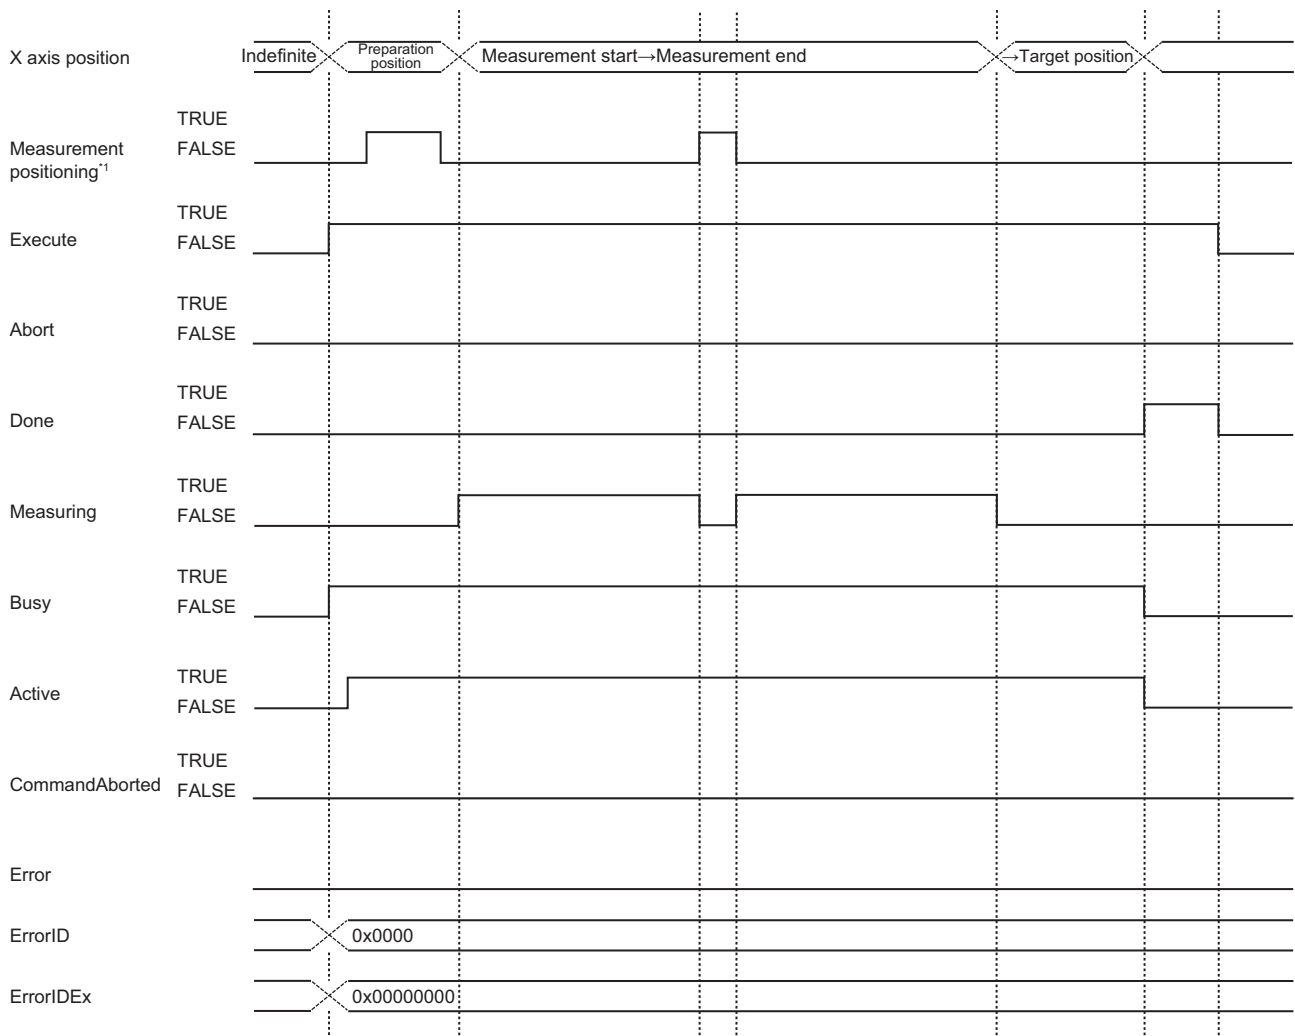 X axis position
Indefinite
Preparation
position
Measurement start→Measurement end
→Target position
Measurement
positioning*1
TRUE
FALSE
Execute
TRUE
FALSE
Abort
TRUE
FALSE
Done
TRUE
FALSE
Measuring
TRUE
FALSE
Busy
TRUE
FALSE
Active
TRUE
FALSE
CommandAborted
TRUE
FALSE
Error
ErrorID
0x0000
ErrorIDEx
0x00000000